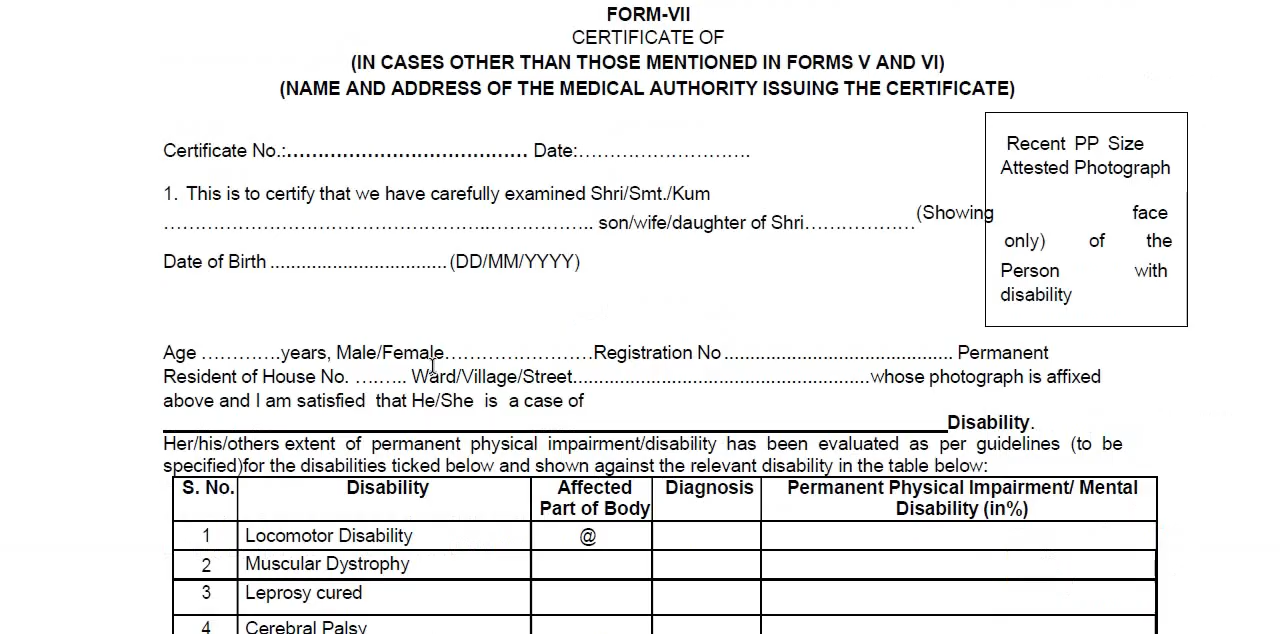 FORM-VII
CERTIFICATE OF
(IN CASES OTHER THAN THOSE MENTIONED IN FORMS V AND VI)
(NAME AND ADDRESS OF THE MEDICAL AUTHORITY ISSUING THE CERTIFICATE)
Recent PP Size
Attested Photograph
(Showing face
only) of the
Person with
disability
Certificate No.:………………………………. Date:……………………….
1. This is to certify that we have carefully examined Shri/Smt./Kum
……………………………………………..……………….. son/wife/daughter of Shri…………………
Date of Birth .................................(DD/MM/YYYY)
Age ………….years, Male/Female……………………Registration No ........................................... Permanent
Resident of House No. …..….. Ward/Village/Street.......................................................whose photograph is affixed
above and I am satisfied that He/She is a case of
____________________Disability.
Her/his/others extent of permanent physical impairment/disability has been evaluated as per guidelines (to be
specified)for the disabilities ticked below and shown against the relevant disability in the table below:
S. No. Disability Affected Part of Body Diagnosis Permanent Physical Impairment/ Mental Disability (in%)
1 Locomotor Disability @
2 Muscular Dystrophy
3 Leprosy cured
4 Cerebral Palsy